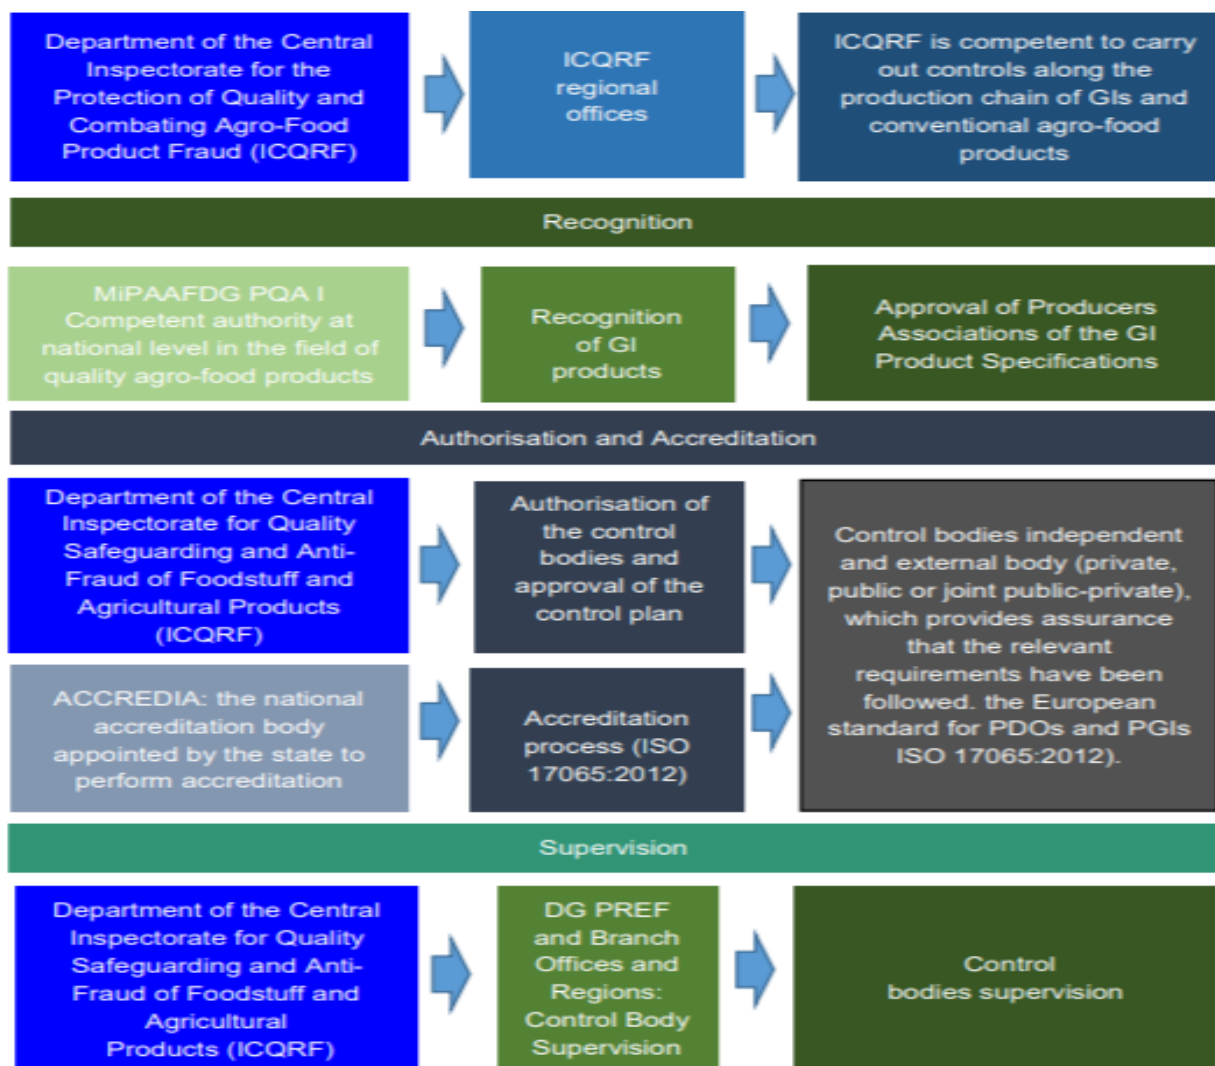 Department of the Central
Inspectorate for the
Protection of Quality and
Combating Agro-Food
Product Fraud (ICQRF)
ICQRF
regional
offices
ICQRF is competent to carry
out controls along the
production chain of GIs and
conventional agro-food
products
Recognition
MiPAAFDG PQA I
Competent authority at
national level in the field of
quality agro-food products
Recognition
of GI
products
Approval of Producers
Associations of the GI
Product Specifications
Authorisation and Accreditation
Department of the Central
Inspectorate for Quality
Safeguarding and Anti-
Fraud of Foodstuff and
Agricultural Products
(ICQRF)
Authorisation of
the control
bodies and
approval of the
control plan
Control bodies independent
and external body (private,
public or joint public-private),
which provides assurance
that the relevant
requirements have been
followed. the European
standard for PDOs and PGIs
ISO 17065:2012).
ACCREDIA: the national
accreditation body
appointed by the state to
perform accreditation
Accreditation
process (ISO
17065:2012)
Supervision
Department of the Central
Inspectorate for Quality
Safeguarding and Anti-
Fraud of Foodstuff and
Agricultural
Products (ICQRF)
DG PREF
and Branch
Offices and
Regions:
Control Body
Supervision
Control
bodies supervision